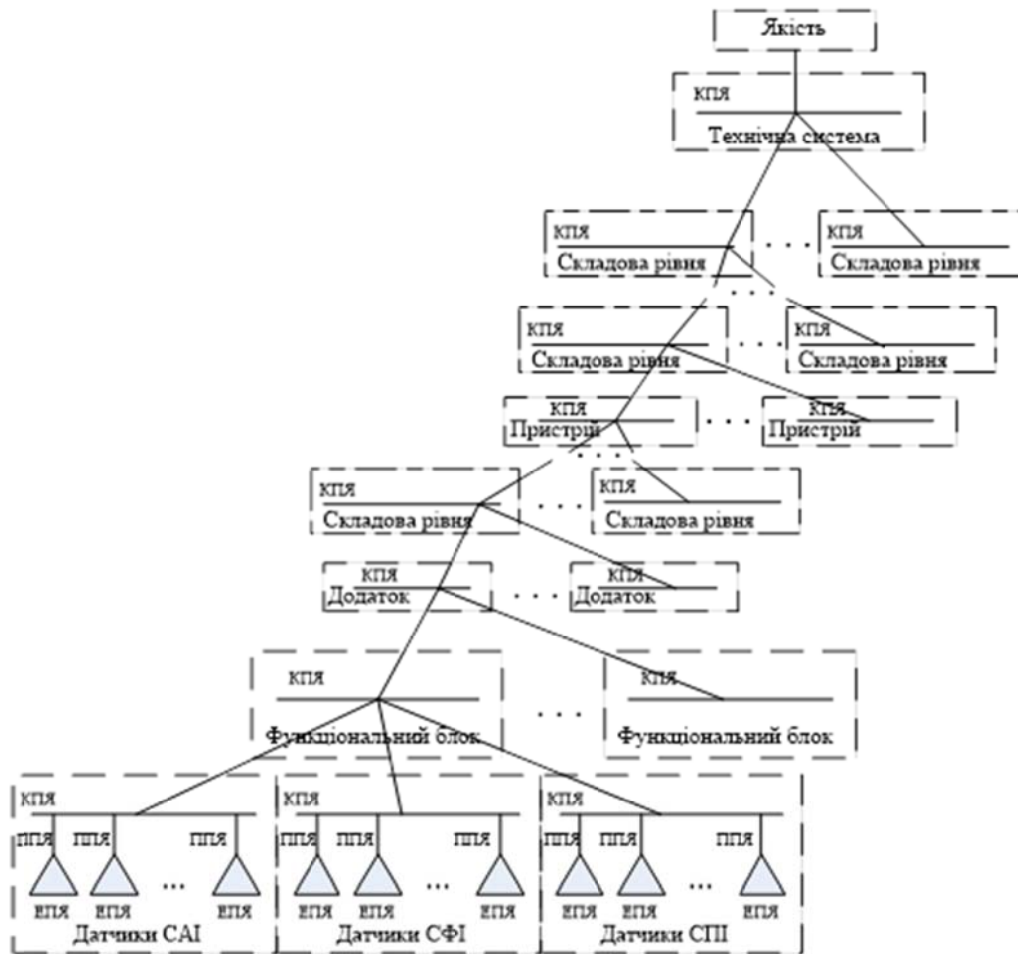 Якість
КПЯ
Технічна система
КПЯ
Складова рівня
. . .
КПЯ
Складова рівня
. . .
КПЯ
Складова рівня
. . .
КПЯ
Складова рівня
КПЯ
Пристрій
. . .
КПЯ
Пристрій
. . .
КПЯ
Складова рівня
. . .
КПЯ
Складова рівня
КПЯ
Додаток
. . .
КПЯ
Додаток
КПЯ
Функціональний блок
. . .
КПЯ
Функціональний блок
КПЯ
ППЯ ППЯ ППЯ
...
ЕПЯ ЕПЯ ЕПЯ
Датчики САІ
КПЯ
ППЯ ППЯ ППЯ
...
ЕПЯ ЕПЯ ЕПЯ
Датчики СФІ
КПЯ
ППЯ ППЯ ППЯ
...
ЕПЯ ЕПЯ ЕПЯ
Датчики СПІ